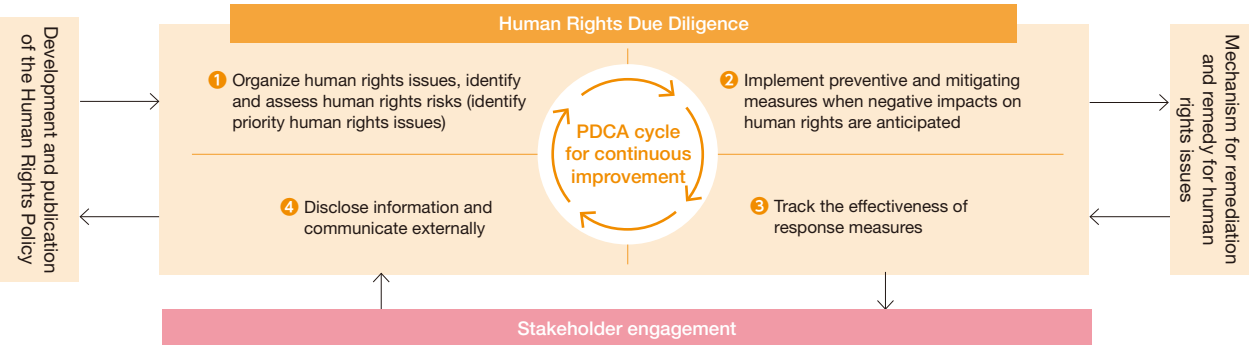 Human Rights Due Diligence
Development and publication
of the Human Rights Policy
1 Organize human rights issues, identify
and assess human rights risks (identify
priority human rights issues)
2 Implement preventive and mitigating
measures when negative impacts on
human rights are anticipated
PDCA cycle
for continuous
improvement
4 Disclose information and
communicate externally
3 Track the effectiveness of
response measures
Mechanism for remediation
and remedy for human
rights issues
Stakeholder engagement